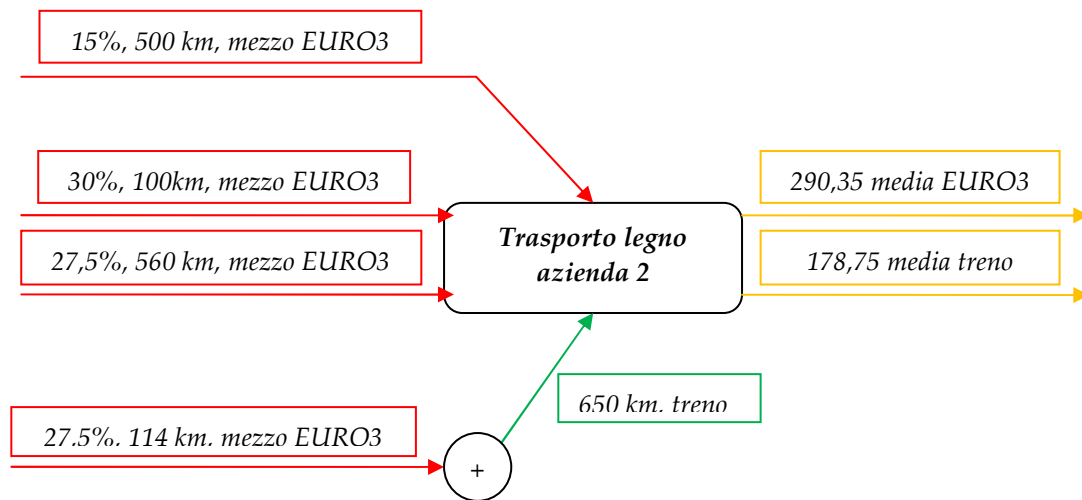 15%, 500 km, mezzo EURO3
30%, 100km, mezzo EURO3
290,35 media EURO3
Trasporto legno
azienda 2
27,5%, 560 km, mezzo EURO3
178,75 media treno
650 km, treno
27,5%, 114 km, mezzo EURO3
+